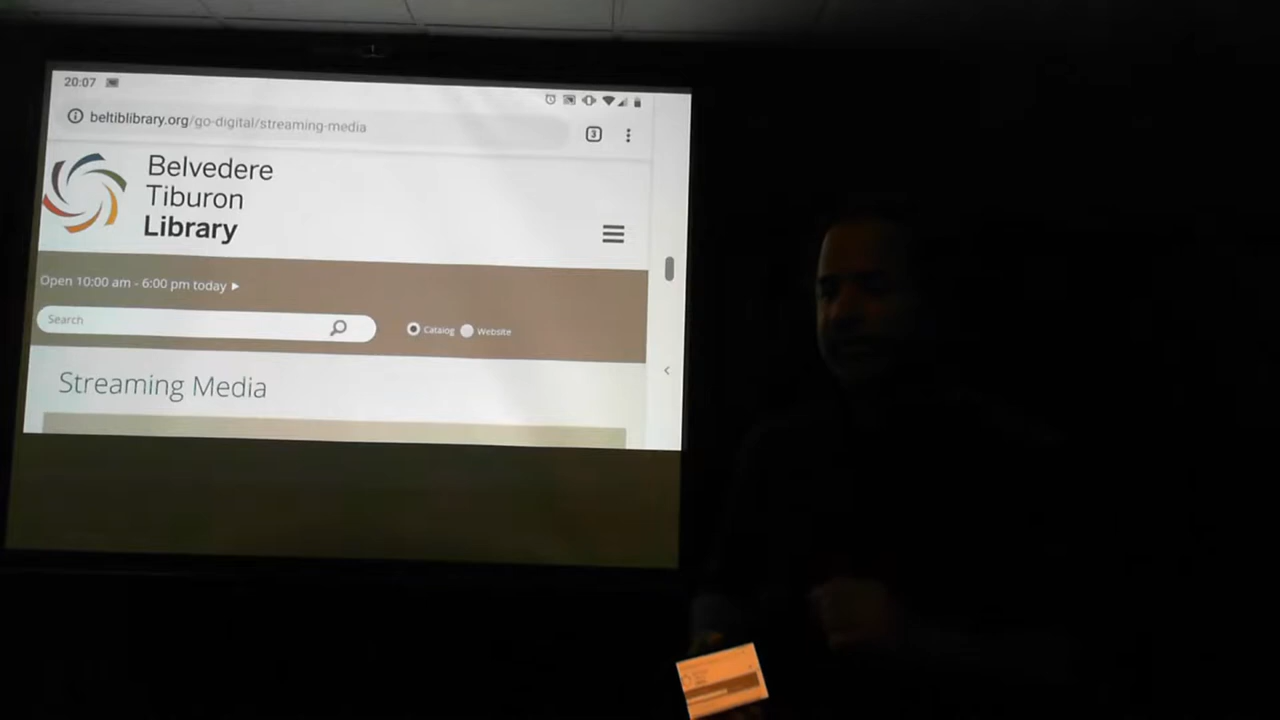 20:07
beltiblibrary.org/go-digital/streaming-media
3
Belvedere
Tiburon
Library
Open 10:00 am - 6:00 pm today
Search
Catalog Website
Streaming Media